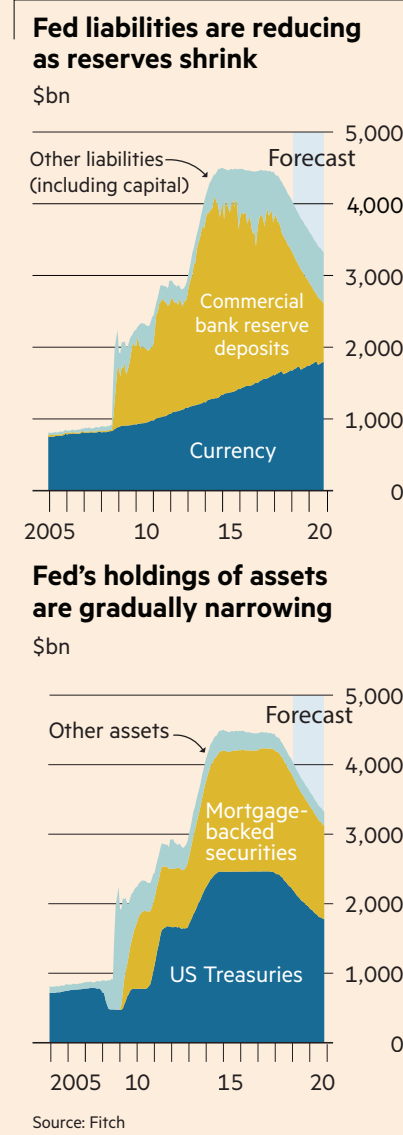 Fed liabilities are reducing
as reserves shrink
$bn
5,000
Forecast
Other liabilities
(including capital)
4,000
3,000
Commercial
bank reserve
deposits
2,000
1,000
Currency
0
2005 10 15 20
Fed's holdings of assets
are gradually narrowing
$bn
5,000
Forecast
Other assets
4,000
Mortgage-
backed
securities
3,000
2,000
US Treasuries
1,000
0
2005 10 15 20
Source: Fitch